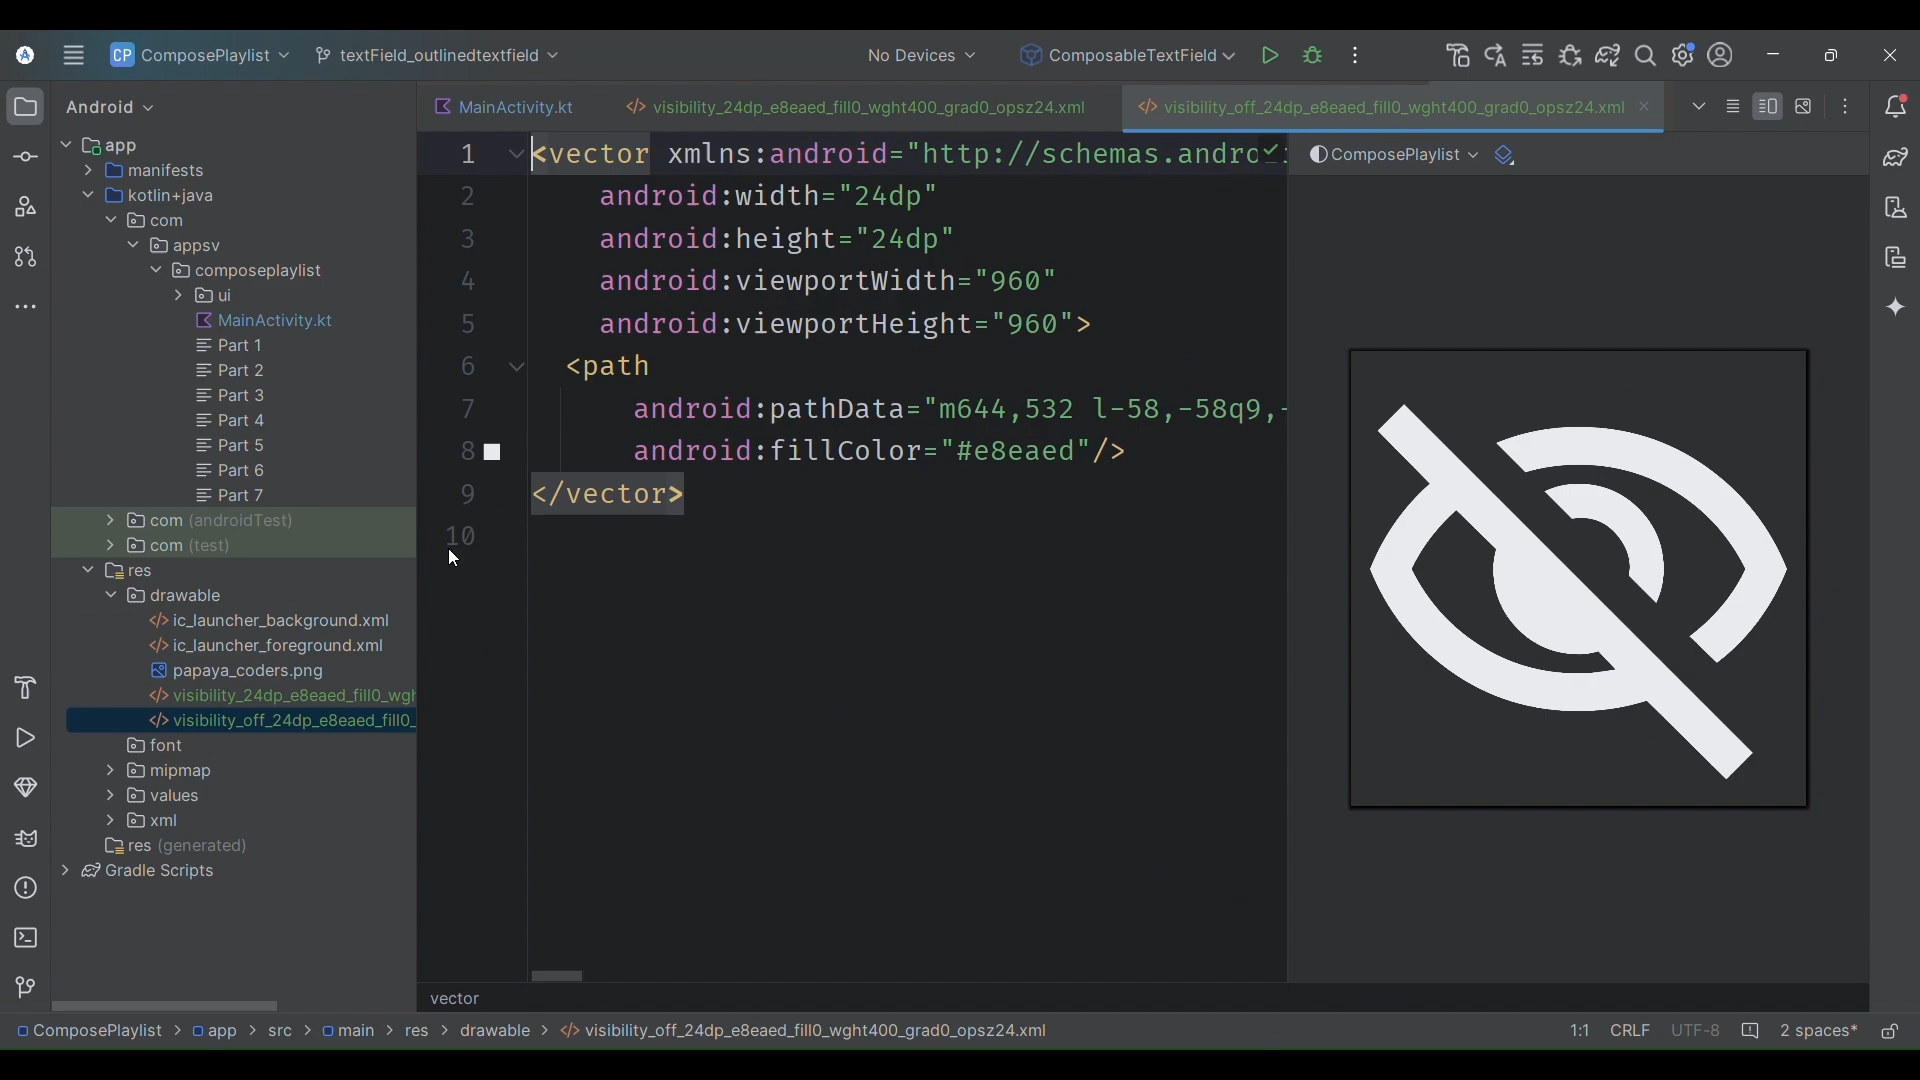 CP ComposePlaylist
textField_outlinedtextfield
No Devices
ComposableTextField
Android
app
manifests
kotlin+java
com
appsv
composeplaylist
ui
MainActivity.kt
Part 1
Part 2
Part 3
Part 4
Part 5
Part 6
Part 7
com (androidTest)
com (test)
res
drawable
ic_launcher_background.xml
ic_launcher_foreground.xml
papaya_coders.png
visibility_24dp_e8eaed_fill0_wgh
visibility_off_24dp_e8eaed_fill0_
font
mipmap
values
xml
res (generated)
Gradle Scripts
MainActivity.kt
visibility_24dp_e8eaed_fill0_wght400_grad0_opsz24.xml
visibility_off_24dp_e8eaed_fill0_wght400_grad0_opsz24.xml
1 <vector xmlns:android="http://schemas.andro
2 android:width="24dp"
3 android:height="24dp"
4 android:viewportWidth="960"
5 android:viewportHeight="960">
6 <path
7 android:pathData="m644,532 l-58,-58q9,-
8 android:fillColor="#e8eaed"/>
9 </vector>
10
ComposePlaylist
vector
ComposePlaylist > app > src > main > res > drawable > visibility_off_24dp_e8eaed_fill0_wght400_grad0_opsz24.xml
1:1 CRLF UTF-8 2 spaces*